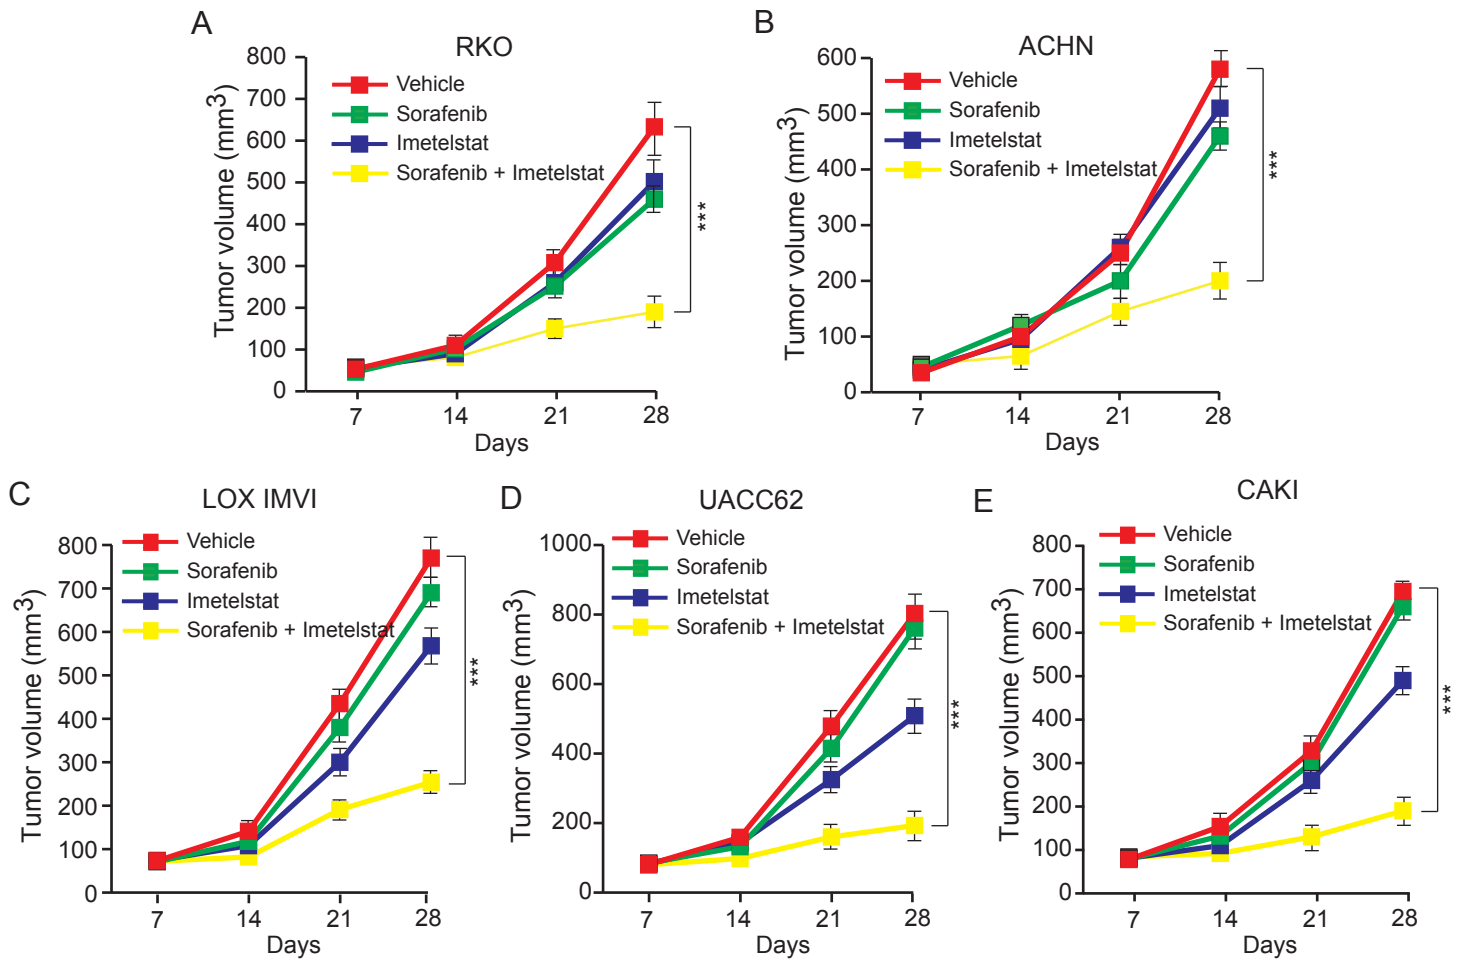 A
RKO
Tumor volume (mm3)
800
700
600
500
400
300
200
100
0
Vehicle
Sorafenib
Imetelstat
Sorafenib + Imetelstat
***
7 14 21 28
Days
B
ACHN
Tumor volume (mm3)
600
500
400
300
200
100
0
Vehicle
Sorafenib
Imetelstat
Sorafenib + Imetelstat
***
7 14 21 28
Days
C
LOX IMVI
Tumor volume (mm3)
800
700
600
500
400
300
200
100
0
Vehicle
Sorafenib
Imetelstat
Sorafenib + Imetelstat
***
7 14 21 28
Days
D
UACC62
Tumor volume (mm3)
1000
800
600
400
200
0
Vehicle
Sorafenib
Imetelstat
Sorafenib + Imetelstat
***
7 14 21 28
Days
E
CAKI
Tumor volume (mm3)
800
700
600
500
400
300
200
100
0
Vehicle
Sorafenib
Imetelstat
Sorafenib + Imetelstat
***
7 14 21 28
Days